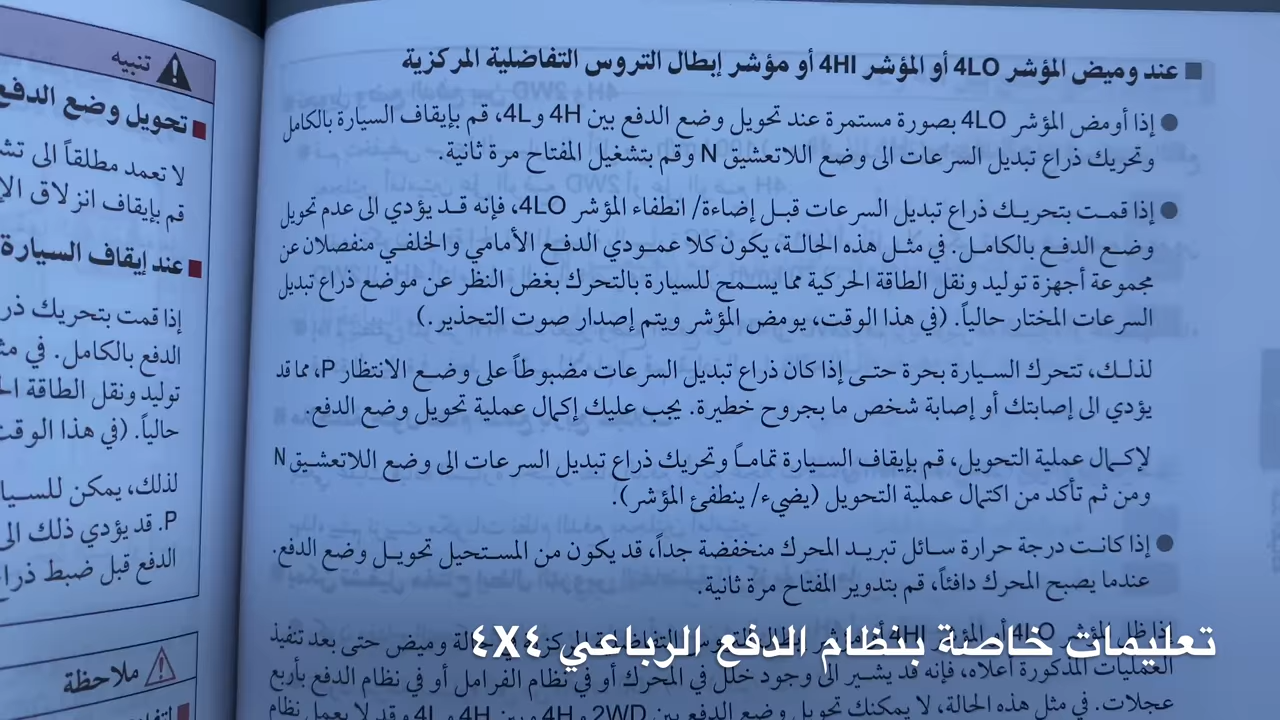 عند وميض المؤشر 4LO أو المؤشر 4HI أو مؤشر إبطال التروس التفاضلية المركزية
إذا أومض المؤشر 4LO بصورة مستمرة عند تحويل وضع الدفع بين 4H و4L، قم بإيقاف السيارة بالكامل
وتحريك ذراع تبديل السرعات الى وضع اللاتعشيق N وقم بتشغيل المفتاح مرة ثانية.
إذا قمت بتحريك ذراع تبديل السرعات قبل إضاءة/ انطفاء المؤشر 4LO، فإنه قد يؤدي الى عدم تحويل
وضع الدفع بالكامل. في مثل هذه الحالة، يكون كلا عمودي الدفع الأمامي والخلفي منفصلان عن
مجموعة أجهزة توليد ونقل الطاقة الحركية مما يسمح للسيارة بالتحرك بغض النظر عن موضع ذراع تبديل
السرعات المختار حالياً. (في هذا الوقت، يومض المؤشر ويتم إصدار صوت التحذير.)
لذلك، تتحرك السيارة بحرة حتى إذا كان ذراع تبديل السرعات مضبوطاً على وضع الانتظار P، مما قد
يؤدي الى إصابتك أو إصابة شخص ما بجروح خطيرة. يجب عليك إكمال عملية تحويل وضع الدفع.
لإكمال عملية التحويل، قم بإيقاف السيارة تماماً وتحريك ذراع تبديل السرعات الى وضع اللاتعشيق N
ومن ثم تأكد من اكتمال عملية التحويل (يضيء/ ينطفئ المؤشر).
إذا كانت درجة حرارة سائل تبريد المحرك منخفضة جداً، قد يكون من المستحيل تحويل وضع الدفع.
عندما يصبح المحرك دافئاً، قم بتدوير المفتاح مرة ثانية.
إذا ظل المؤشر 4LO أو المؤشر 4HI أو وميض حتى بعد تنفيذ
العمليات المذكورة أعلاه، فإنه قد يشير الى وجود خلل في المحرك أو في نظام الفرامل أو في نظام الدفع بأربع
عجلات. في مثل هذه الحالة، لا يمكنك تحويل وضع الدفع بين 2WD و4H وبين 4H و4L وقد لا يعمل نظام
تعليمات خاصة بنظام الدفع الرباعي ٤X٤
تنبيه
تحويل وضع الدفع
لا تعمد مطلقاً الى
قم بإيقاف انزلاق
عند إيقاف السيارة
إذا قمت بتحريك
الدفع بالكامل. في
توليد ونقل الطاقة
حالياً. (في هذا الوقت
لذلك، يمكن
P. قد يؤدي ذلك
الدفع قبل ضبط
ملاحظة